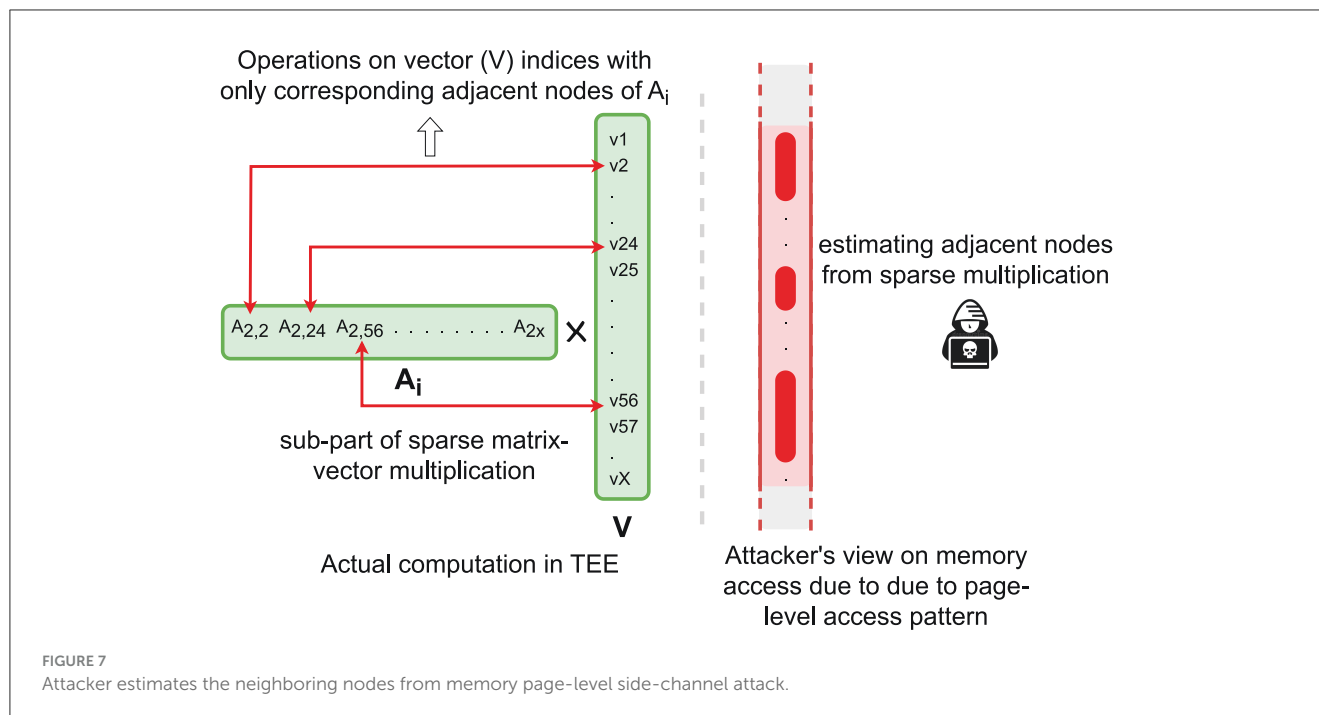 Operations on vector (V) indices with
only corresponding adjacent nodes of Ai
v1
v2
.
.
v24
v25
.
.
.
.
v56
v57
.
vX
V
A2,2 A2,24 A2,56 . . . . . . . . A2x
×
Ai
sub-part of sparse matrix-
vector multiplication
Actual computation in TEE
estimating adjacent nodes
from sparse multiplication
Attacker's view on memory
access due to due to page-
level access pattern
FIGURE 7
Attacker estimates the neighboring nodes from memory page-level side-channel attack.